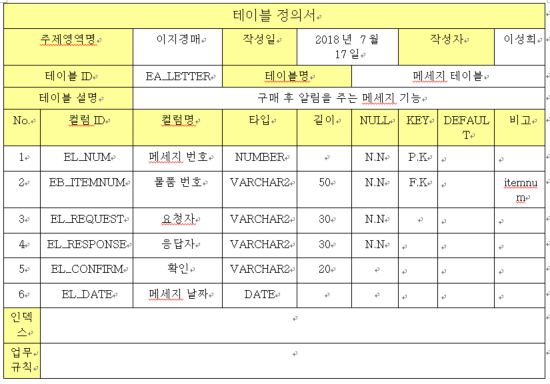 테이블 정의서
주제영역명 이지경매 작성일 2018년 7월 17일 작성자 이성희
테이블 ID EA_LETTER 테이블명 메세지 테이블
테이블 설명 구매 후 알림을 주는 메세지 기능
No. 컬럼 ID 컬럼명 타입 길이 NULL KEY DEFAULT 비고
1 EL_NUM 메세지 번호 NUMBER N.N P.K
2 EB_ITEMNUM 물품 번호 VARCHAR2 50 N.N F.K itemnum
3 EL_REQUEST 요청자 VARCHAR2 30 N.N
4 EL_RESPONSE 응답자 VARCHAR2 30 N.N
5 EL_CONFIRM 확인 VARCHAR2 20
6 EL_DATE 메세지 날짜 DATE
인덱스
업무규칙